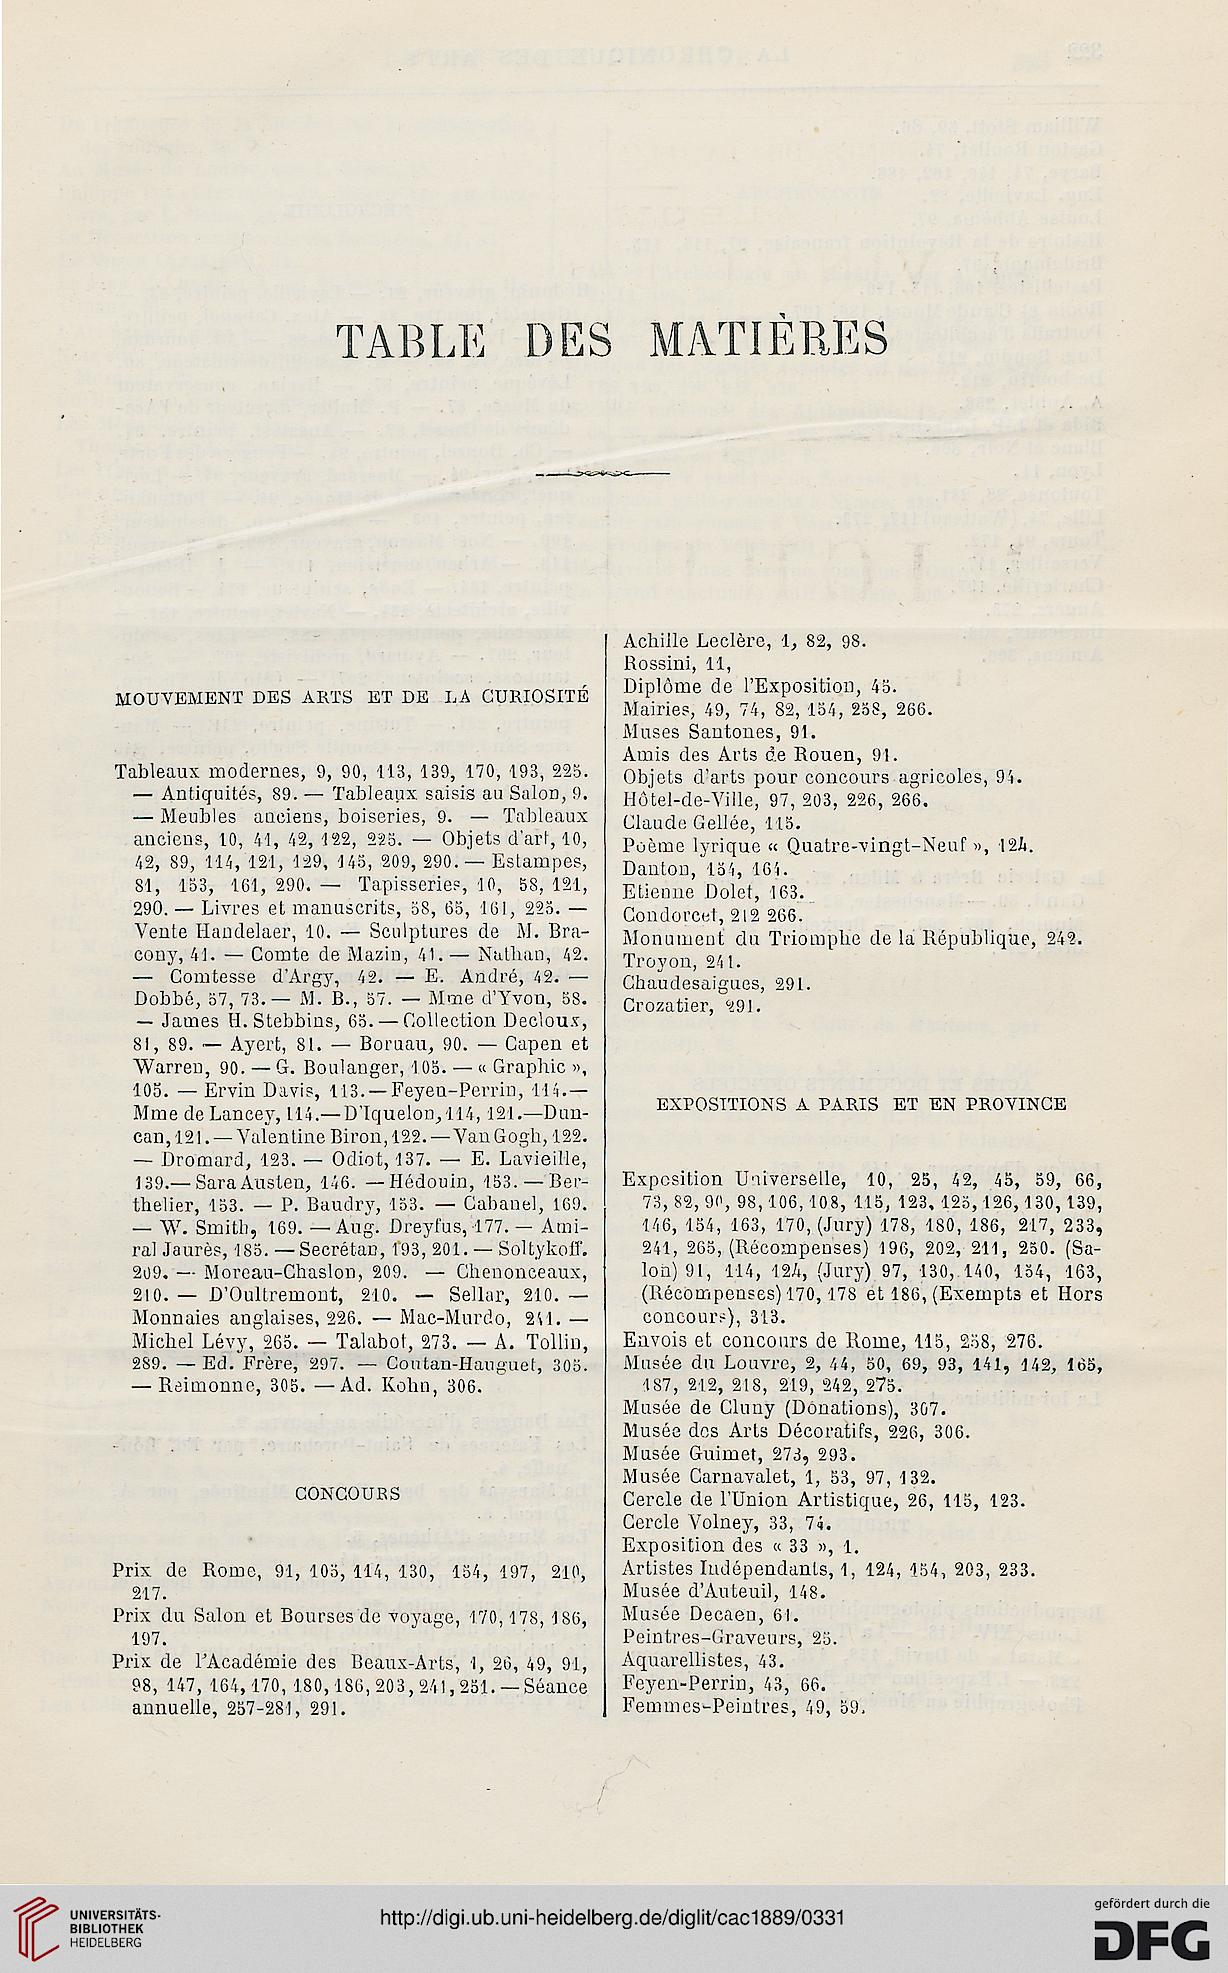 TABLE DES MATIÈRES
MOUVEMENT DES ARTS ET DE LA CURIOSITÉ
Tableaux modernes, 9, 90, 113, 139, 170, 193, 225.
— Antiquités, 89. — Tableaux saisis au Salon, 9.
— Meubles anciens, boiseries, 9. — Tableaux
anciens, 10, 41, 42, 122, 225. — Objets d'art, 10,
42, 89, 114, 121, 129, 145, 209, 290. — Estampes,
81, 153, 161, 290. — Tapisseries, 10, 58, 121,
290. — Livres et manuscrits, 58, 65, 161, 225. —
Vente Handelaer, 10. — Sculptures de M. Bra-
cony, 41. — Comte de Mazin, 41. — Nathan, 42.
— Comtesse d'Argy, 42. — E. André, 42. —
Dobbé, 57, 73. — M. B., 57. — Mme d'Yvon, 58.
— James H. Stebbins, 65. — Collection Decloux,
81, 89. — Ayert, 81. — Boruau, 90. — Capen et
Warren, 90. — G. Boulanger, 105. — « Graphic »,
105. — Ervin Davis, 113. — Feyen-Perrin, 114. —
Mme de Lancey, 114. — D'Iquelon, 114, 121. — Dun-
can, 121. — Valentine Biron, 122. — Van Gogh, 122.
— Dromard, 123. — Odiot, 137. — E. Lavieille,
139. — Sara Austen, 146. — Hédouin, 153. — Ber-
thelier, 153. — P. Baudry, 153. — Cabanel, 169.
— W. Smith, 169. — Aug. Dreyfus, 177. — Ami-
ral Jaurès, 185. — Secrétan, 193, 201. — Soltykoff.
209. — Moreau-Chaslon, 209. — Chenonceaux,
210. — D'Oultremont, 210. — Sellar, 210. —
Monnaies anglaises, 226. — Mac-Murdo, 241. —
Michel Lévy, 265. — Talabot, 273. — A. Tollin,
289. — Ed. Frère, 297. — Coutan-Hauguet, 305.
— Reimonne, 305. — Ad. Kohn, 306.
CONCOURS
Prix de Rome, 91, 105, 114, 130, 154, 197, 210,
217.
Prix du Salon et Bourses de voyage, 170, 178, 186,
197.
Prix de l'Académie des Beaux-Arts, 1, 26, 49, 91,
98, 147, 164, 170, 180, 186, 203, 241, 251. — Séance
annuelle, 257-281, 291.
Achille Leclère, 1, 82, 98.
Rossini, 11,
Diplôme de l'Exposition, 45.
Mairies, 49, 74, 82, 154, 258, 266.
Muses Santones, 91.
Amis des Arts de Rouen, 91.
Objets d'arts pour concours agricoles, 94.
Hôtel-de-Ville, 97, 203, 226, 266.
Claude Gellée, 115.
Poème lyrique « Quatre-vingt-Neuf », 124.
Danton, 154, 164.
Etienne Dolet, 163.
Condorcet, 212 266.
Monument du Triomphe de la République, 242.
Troyon, 241.
Chaudesaigues, 291.
Crozatier, 291.
EXPOSITIONS A PARIS ET EN PROVINCE
Exposition Universelle, 10, 25, 42, 45, 59, 66,
73, 82, 90, 98, 106, 108, 115, 123, 125, 126, 130, 139,
146, 154, 163, 170, (Jury) 178, 180, 186, 217, 233,
241, 265, (Récompenses) 196, 202, 211, 250. (Sa-
lon) 91, 114, 124, (Jury) 97, 130, 140, 154, 163,
(Récompenses) 170, 178 et 186, (Exempts et Hors
concours), 313.
Envois et concours de Rome, 115, 258, 276.
Musée du Louvre, 2, 44, 50, 69, 93, 141, 142, 165,
187, 212, 218, 219, 242, 275.
Musée de Cluny (Donations), 307.
Musée des Arts Décoratifs, 226, 306.
Musée Guimet, 273, 293.
Musée Carnavalet, 1, 53, 97, 132.
Cercle de l'Union Artistique, 26, 115, 123.
Cercle Volney, 33, 74.
Exposition des « 33 », 1.
Artistes Indépendants, 1, 124, 154, 203, 233.
Musée d'Auteuil, 148.
Musée Decaen, 61.
Peintres-Graveurs, 25.
Aquarellistes, 43.
Feyen-Perrin, 43, 66.
Femmes-Peintres, 49, 59.
UNIVERSITÄTS-
BIBLIOTHEK
HEIDELBERG
http://digi.ub.uni-heidelberg.de/diglit/cac1889/0331
gefördert durch die
DFG